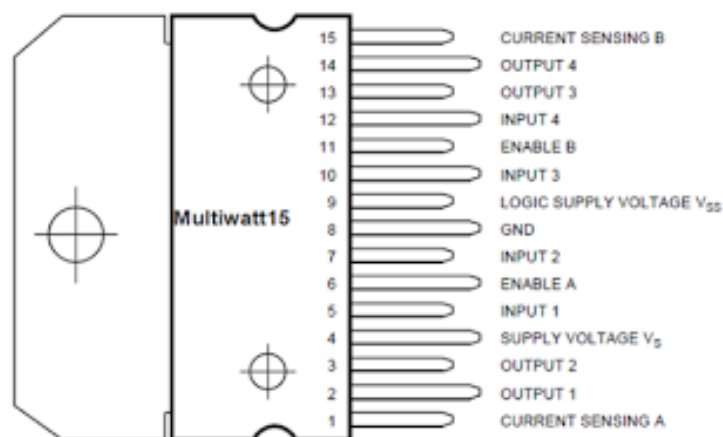 15 CURRENT SENSING B
14 OUTPUT 4
13 OUTPUT 3
12 INPUT 4
11 ENABLE B
10 INPUT 3
9 LOGIC SUPPLY VOLTAGE VSS
Multiwatt15
8 GND
7 INPUT 2
6 ENABLE A
5 INPUT 1
4 SUPPLY VOLTAGE VS
3 OUTPUT 2
2 OUTPUT 1
1 CURRENT SENSING A